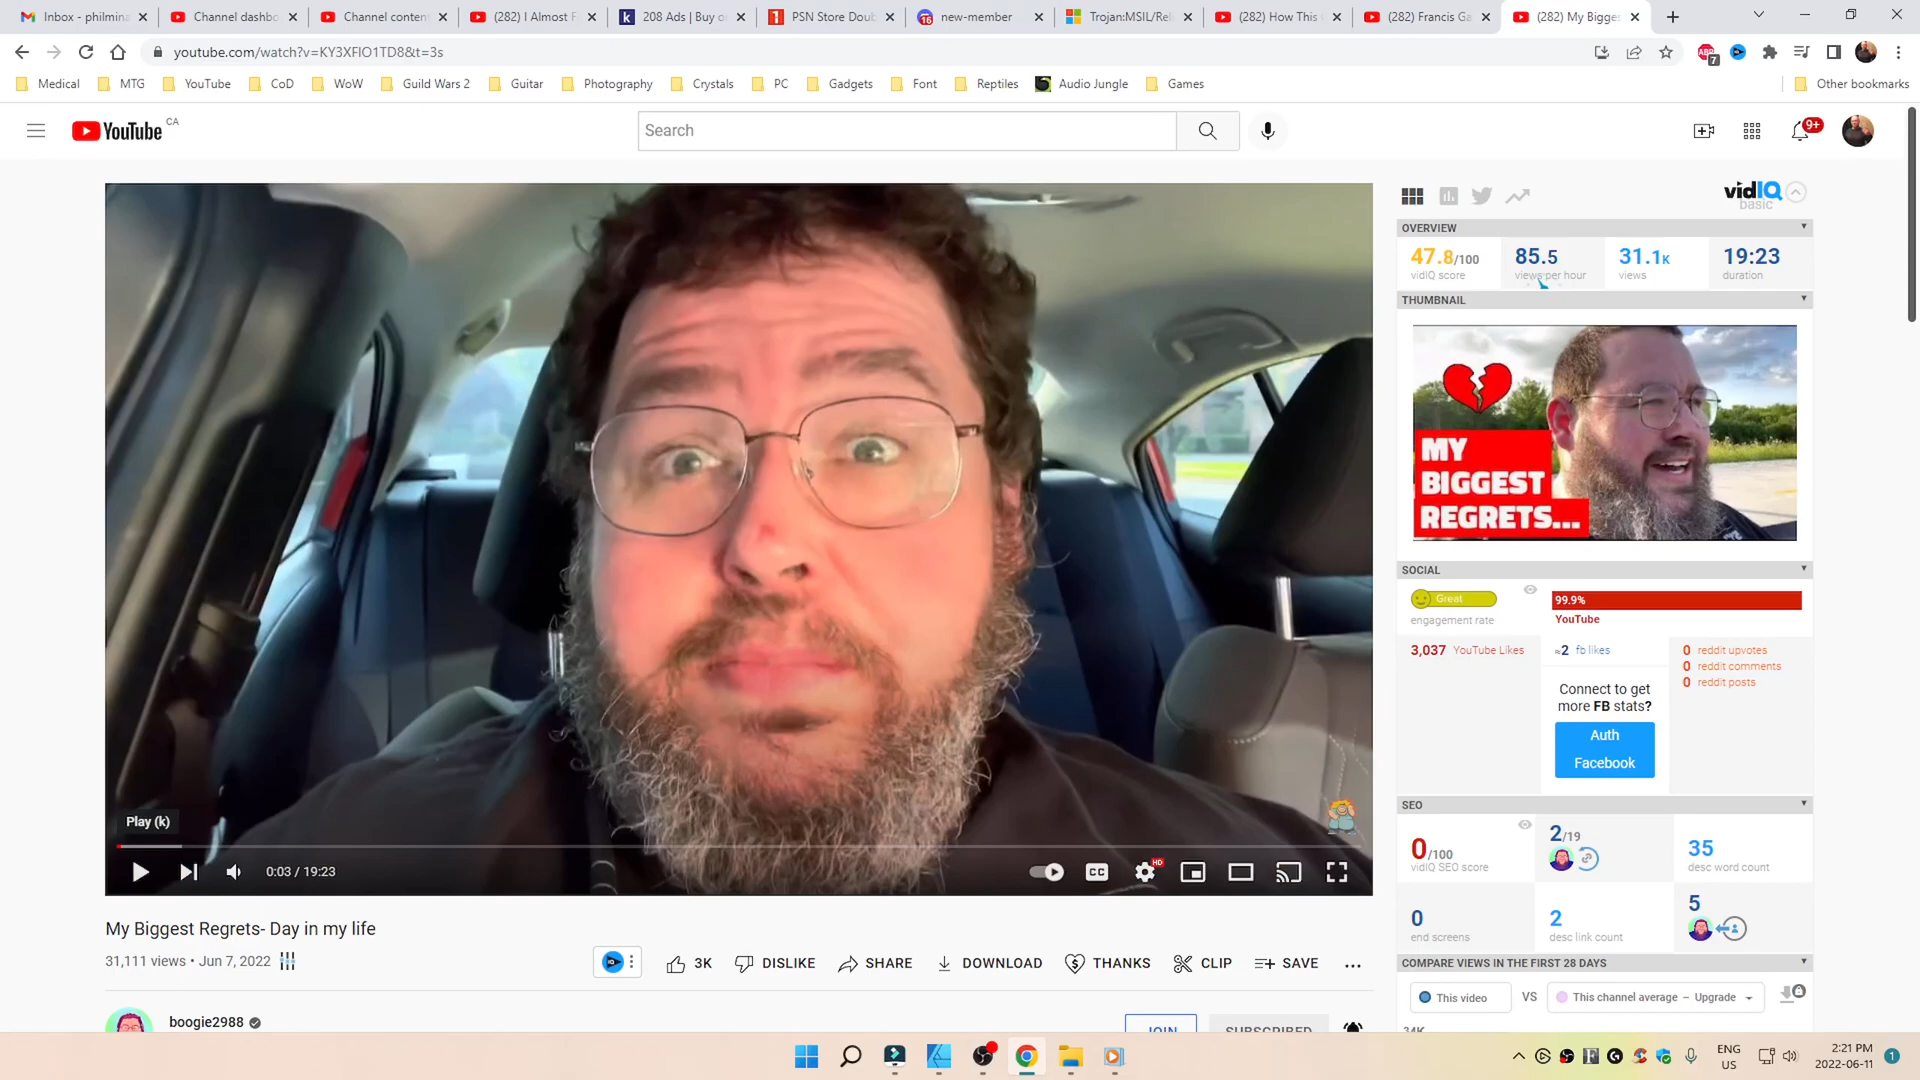 Inbox - philmina
Channel dashbo
Channel content
(282) I Almost F
208 Ads | Buy o
PSN Store Doub
new-member
Trojan:MSIL/Rel
(282) How This G
(282) Francis Ga
(282) My Bigges
youtube.com/watch?v=KY3XFIO1TD8&t=3s
Medical
MTG
YouTube
CoD
WoW
Guild Wars 2
Guitar
Photography
Crystals
PC
Gadgets
Font
Reptiles
Audio Jungle
Games
Other bookmarks
YouTube CA
Search
9+
vidIQ
basic
OVERVIEW
47.8/100
vidIQ score
85.5
views per hour
31.1K
views
19:23
duration
THUMBNAIL
MY
BIGGEST
REGRETS...
SOCIAL
Great
engagement rate
99.9%
YouTube
3,037 YouTube Likes
≈2 fb likes
0 reddit upvotes
0 reddit comments
0 reddit posts
Connect to get
more FB stats?
Auth
Facebook
SEO
0/100
vidIQ SEO score
2/19
35
desc word count
0
end screens
2
desc link count
5
COMPARE VIEWS IN THE FIRST 28 DAYS
This video
VS
This channel average – Upgrade
34K
Play (k)
0:03 / 19:23
CC
HD
My Biggest Regrets- Day in my life
31,111 views • Jun 7, 2022
3K
DISLIKE
SHARE
DOWNLOAD
THANKS
CLIP
SAVE
boogie2988
JOIN
SUBSCRIBED
ENG
US
2:21 PM
2022-06-11
1